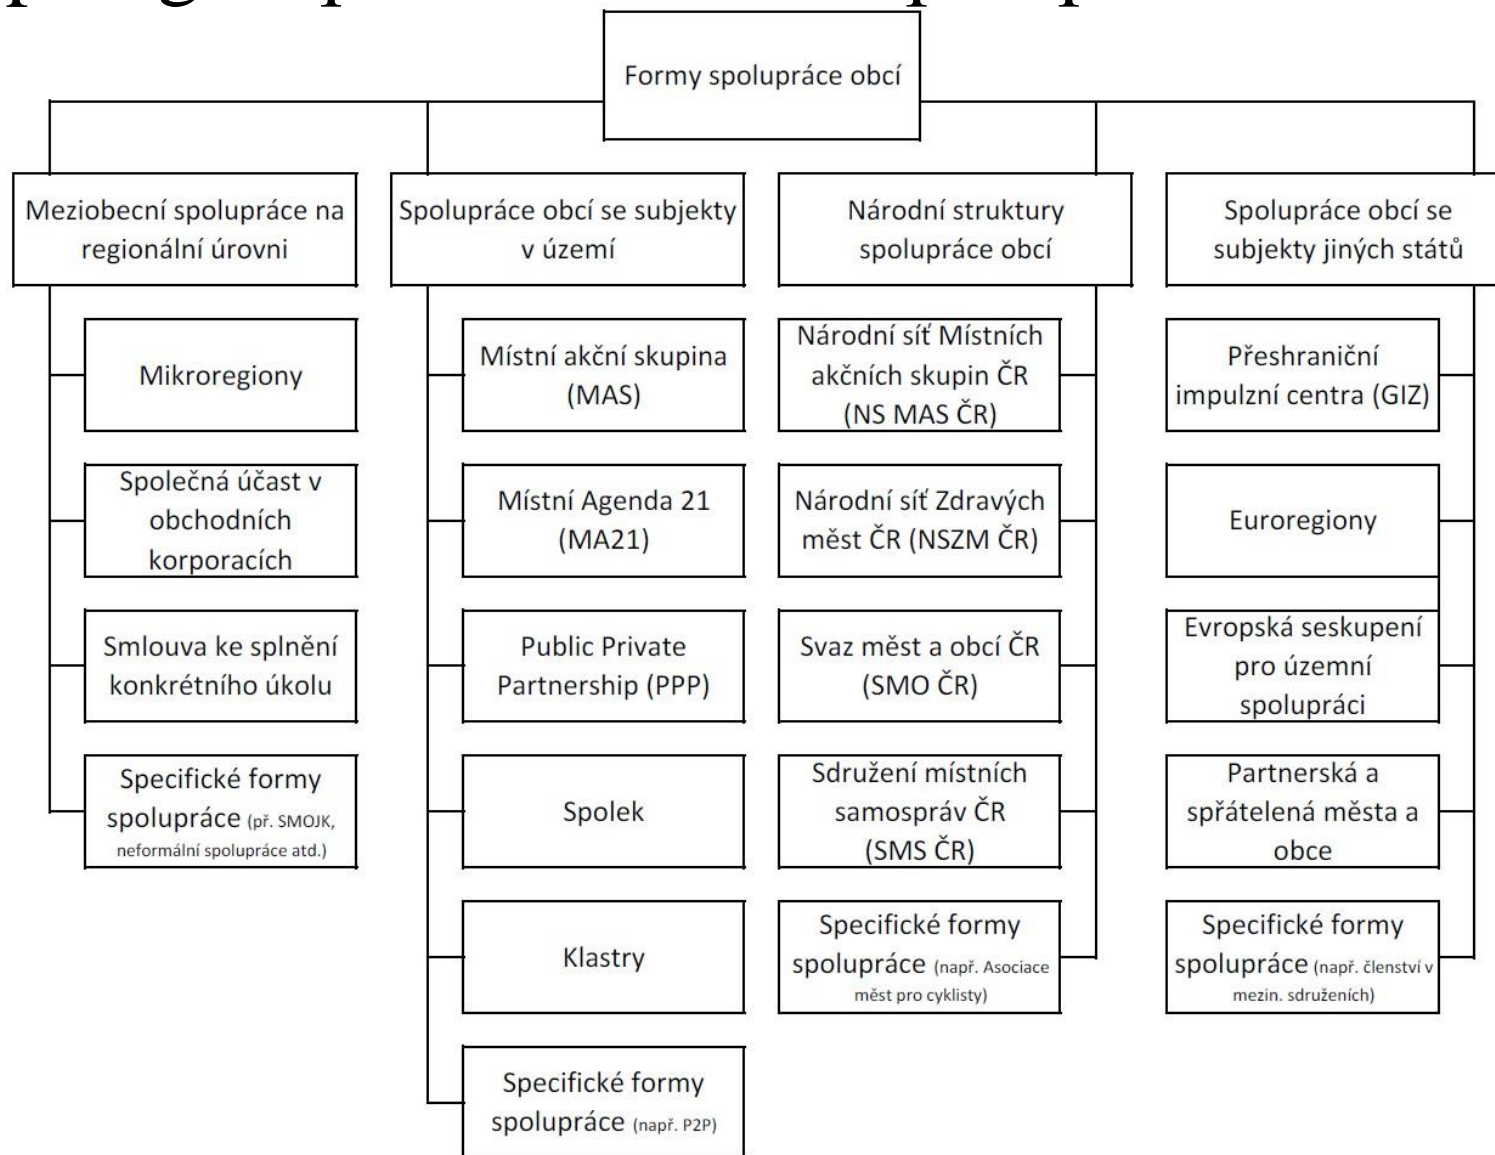 Formy spolupráce obcí
Meziobecní spolupráce na
regionální úrovni
Mikroregiony
Společná účast v
obchodních
korporacích
Smlouva ke splnění
konkrétního úkolu
Specifické formy
spolupráce (př. SMOJK,
neformální spolupráce atd.)
Spolupráce obcí se subjekty
v území
Místní akční skupina
(MAS)
Místní Agenda 21
(MA21)
Public Private
Partnership (PPP)
Spolek
Klastry
Specifické formy
spolupráce (např. P2P)
Národní struktury
spolupráce obcí
Národní síť Místních
akčních skupin ČR
(NS MAS ČR)
Národní síť Zdravých
měst ČR (NSZM ČR)
Svaz měst a obcí ČR
(SMO ČR)
Sdružení místních
samospráv ČR
(SMS ČR)
Specifické formy
spolupráce (např. Asociace
měst pro cyklisty)
Spolupráce obcí se
subjekty jiných států
Přeshraniční
impulzní centra (GIZ)
Euroregiony
Evropská seskupení
pro územní
spolupráci
Partnerská a
spřátelená města a
obce
Specifické formy
spolupráce (např. členství v
mezin. sdruženích)